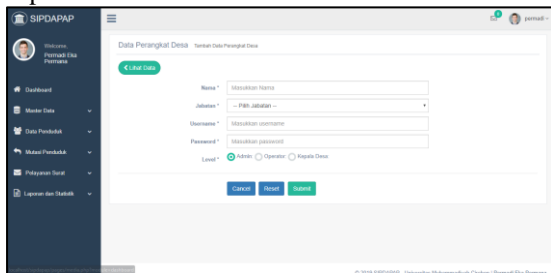 SIPDAPAP
permadi
Welcome,
Permadi Eka
Permana
Dashboard
Master Data
Data Penduduk
Mutasi Penduduk
Pelayanan Surat
Laporan dan Statistik
Data Perangkat Desa Tambah Data Perangkat Desa
Lihat Data
Nama * Masukkan Nama
Jabatan * -- Pilih Jabatan --
Username * Masukkan username
Password * Masukkan password
Level * Admin Operator Kepala Desa
Cancel Reset Submit